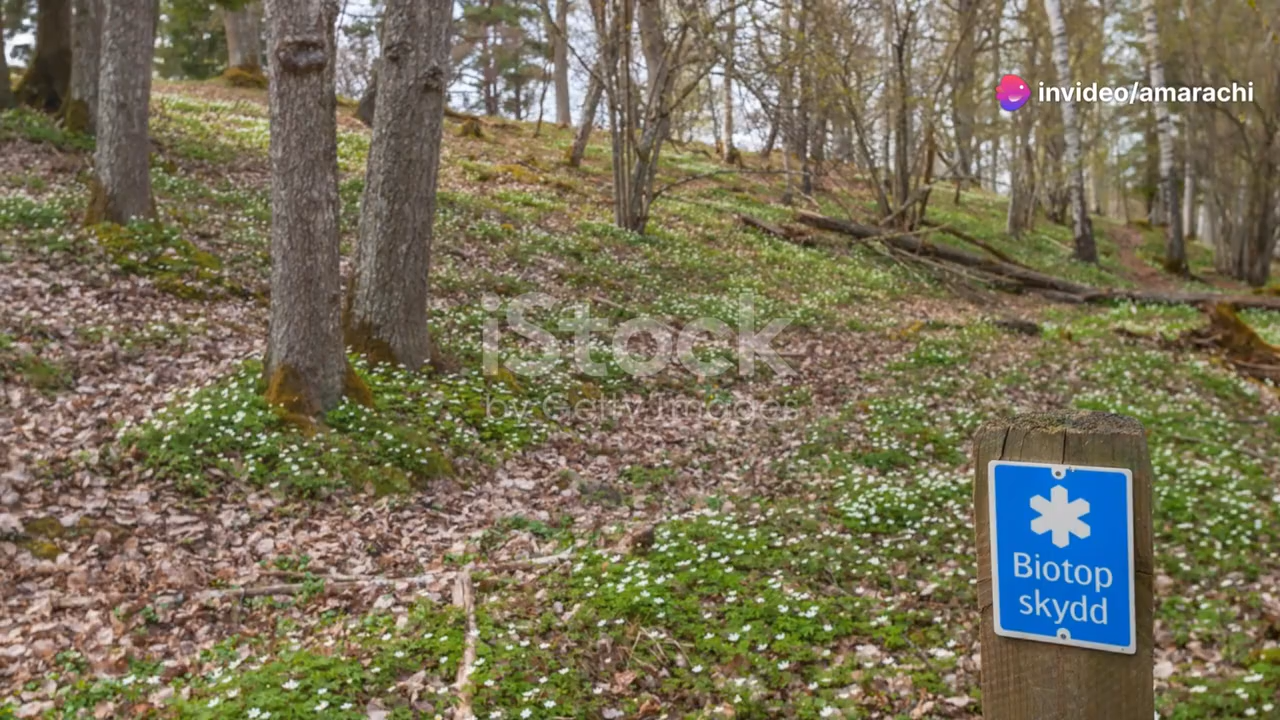 invideo/amarachi
iStock
by Getty Images
Biotop
skydd